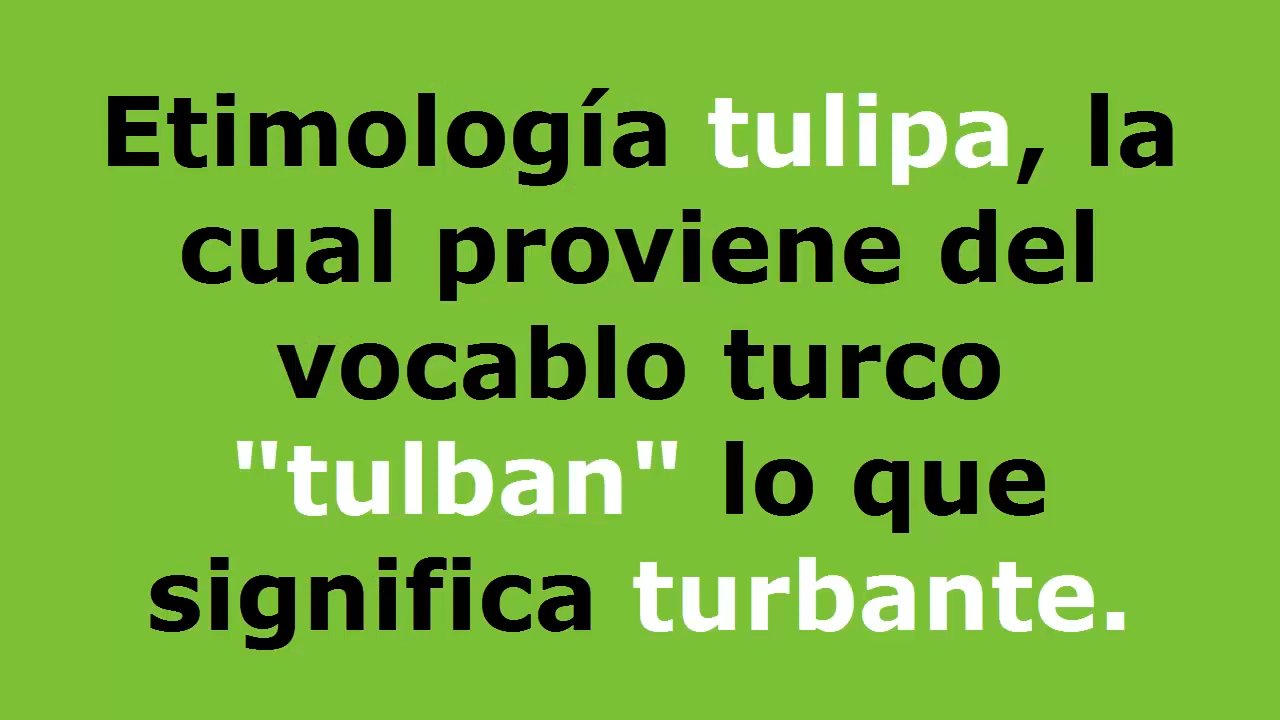 Etimología tulipa, la
cual proviene del
vocablo turco
"tulban" lo que
significa turbante.